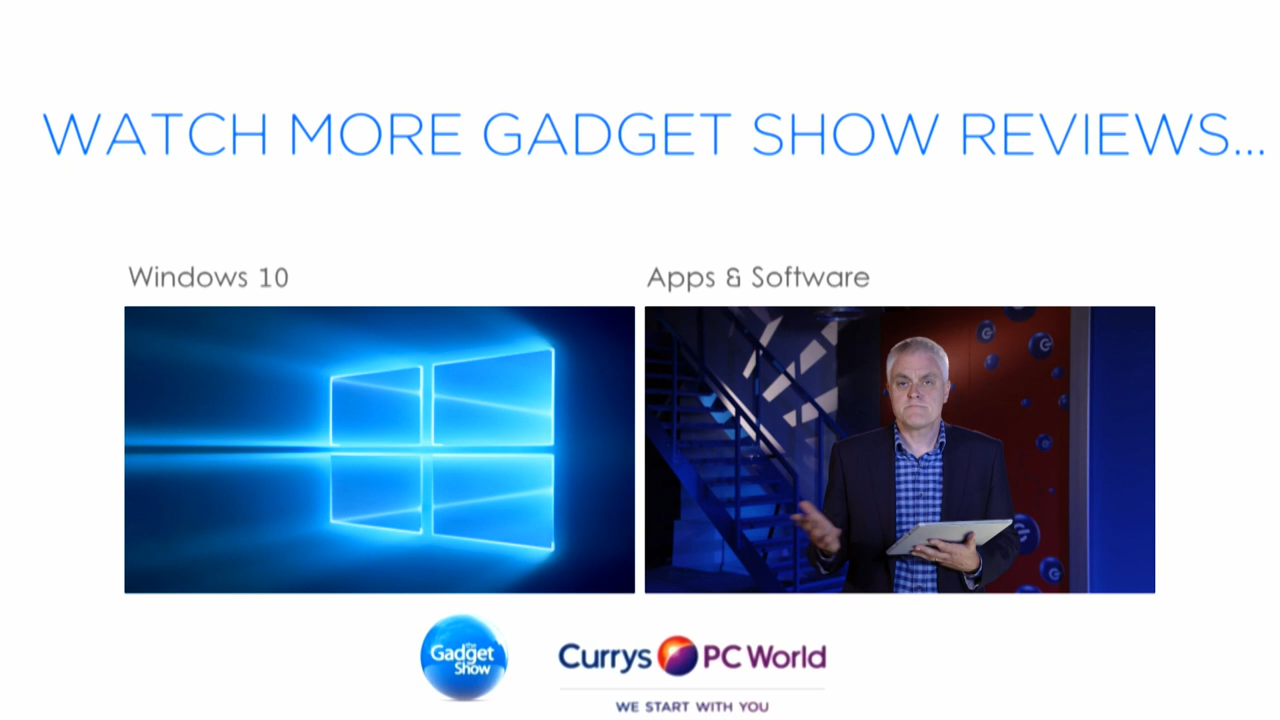 WATCH MORE GADGET SHOW REVIEWS...
Windows 10
Apps & Software
the
Gadget
Show
Currys PC World
WE START WITH YOU